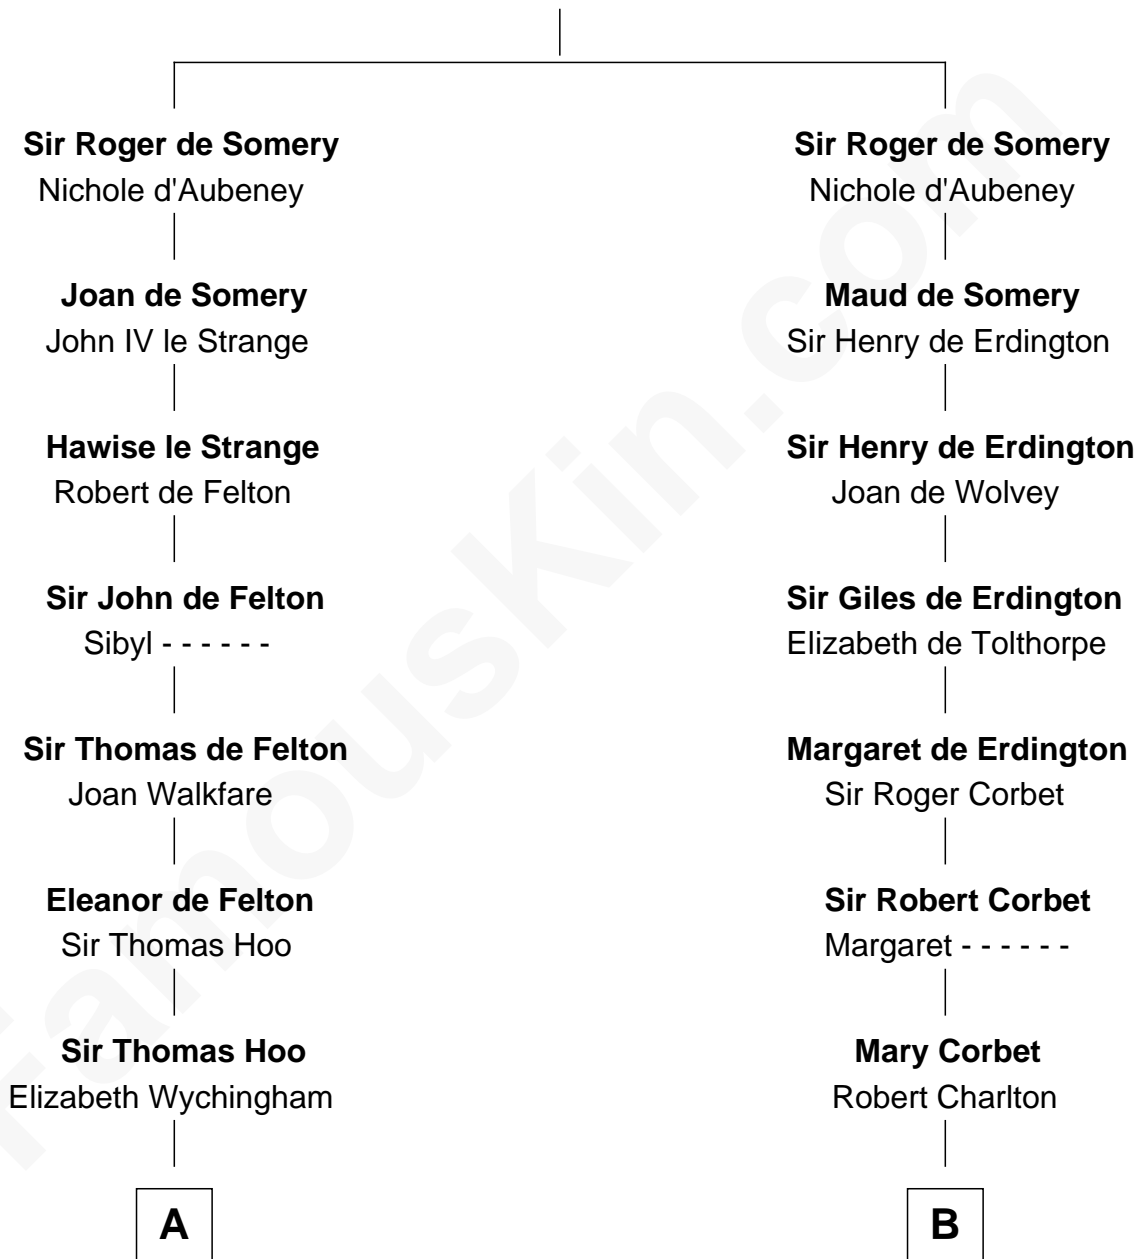 Sir Roger de Somery
Nichole d'Aubeney
Joan de Somery
John IV le Strange
Hawise le Strange
Robert de Felton
Sir John de Felton
Sibyl - - - - - -
Sir Thomas de Felton
Joan Walkfare
Eleanor de Felton
Sir Thomas Hoo
Sir Thomas Hoo
Elizabeth Wychingham
A
Sir Roger de Somery
Nichole d'Aubeney
Maud de Somery
Sir Henry de Erdington
Sir Henry de Erdington
Joan de Wolvey
Sir Giles de Erdington
Elizabeth de Tolthorpe
Margaret de Erdington
Sir Roger Corbet
Sir Robert Corbet
Margaret - - - - - -
Mary Corbet
Robert Charlton
B
FamousKin.com